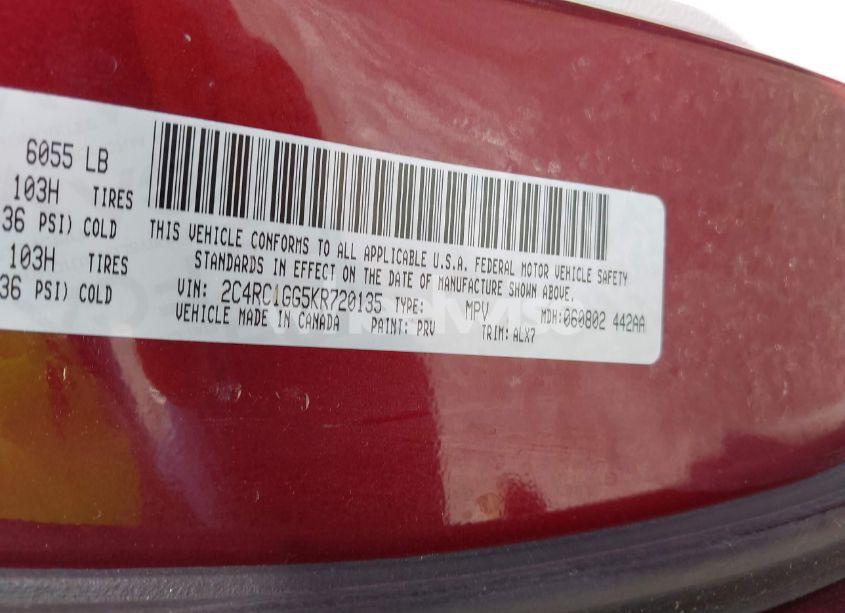 6055 LB
103H TIRES
36 PSI) COLD
103H TIRES
36 PSI) COLD
THIS VEHICLE CONFORMS TO ALL APPLICABLE U.S.A. FEDERAL MOTOR VEHICLE SAFETY
STANDARDS IN EFFECT ON THE DATE OF MANUFACTURE SHOWN ABOVE.
VIN: 2C4RC1GG5KR720135 TYPE: MPV MDH:060802 442AA
VEHICLE MADE IN CANADA PAINT: PRV TRIM: ALX7